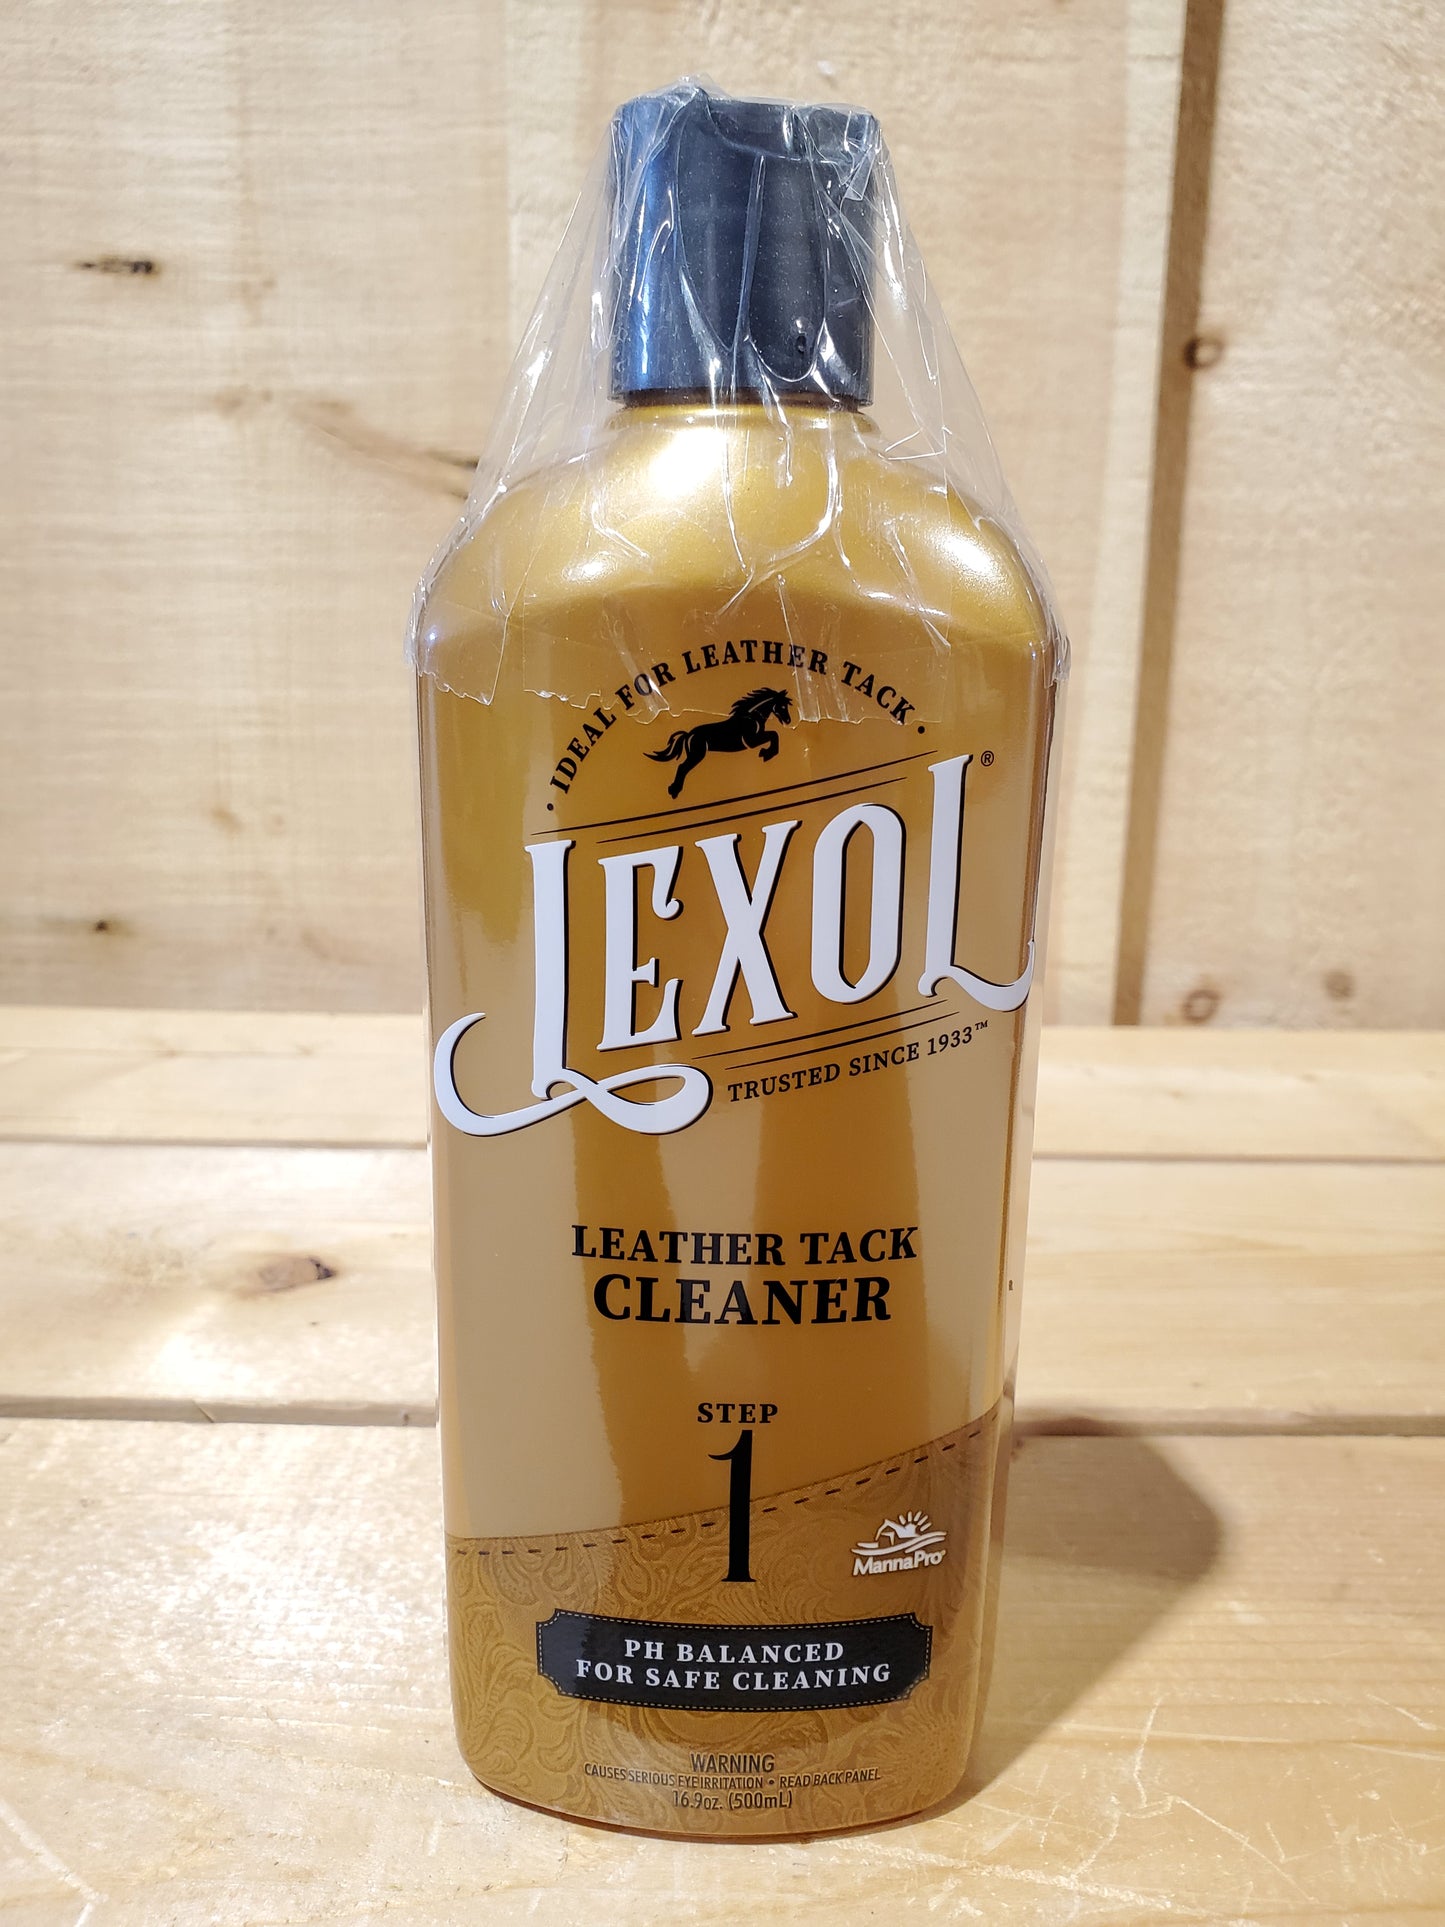 • IDEAL FOR LEATHER TACK •
LEXOL®
TRUSTED SINCE 1933™
LEATHER TACK
CLEANER
STEP
1
MannaPro®
PH BALANCED
FOR SAFE CLEANING
WARNING
CAUSES SERIOUS EYE IRRITATION • READ BACK PANEL
16.9oz. (500mL)